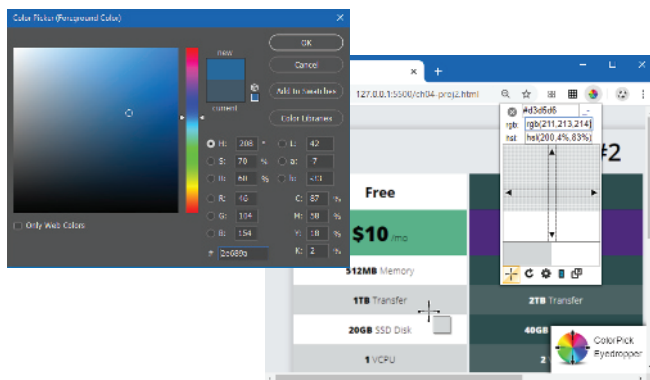 Color Picker (Foreground Color)
new
current
OK
Cancel
Add to Swatches
Color Libraries
H: 208 °
S: 70 %
B: 60 %
R: 46
G: 104
B: 154
L: 42
a: -7
b: -33
C: 87 %
M: 58 %
Y: 18 %
K: 2 %
# 2e689a
Only Web Colors
127.0.0.1:5500/ch04-proj2.html
#d3d5d6
rgb: rgb(211,213,214)
hsl: hsl(200,4%,83%)
#2
Free
$10 /mo
512MB Memory
1TB Transfer
2TB Transfer
20GB SSD Disk
40GB
1 VCPU
2
ColorPick
Eyedropper